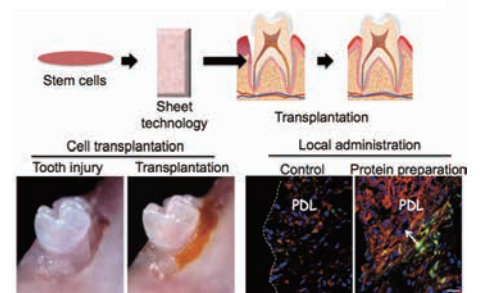 Stem cells
Sheet
technology
Transplantation
Cell transplantation
Local administration
Tooth injury
Transplantation
Control
Protein preparation
PDL
PDL